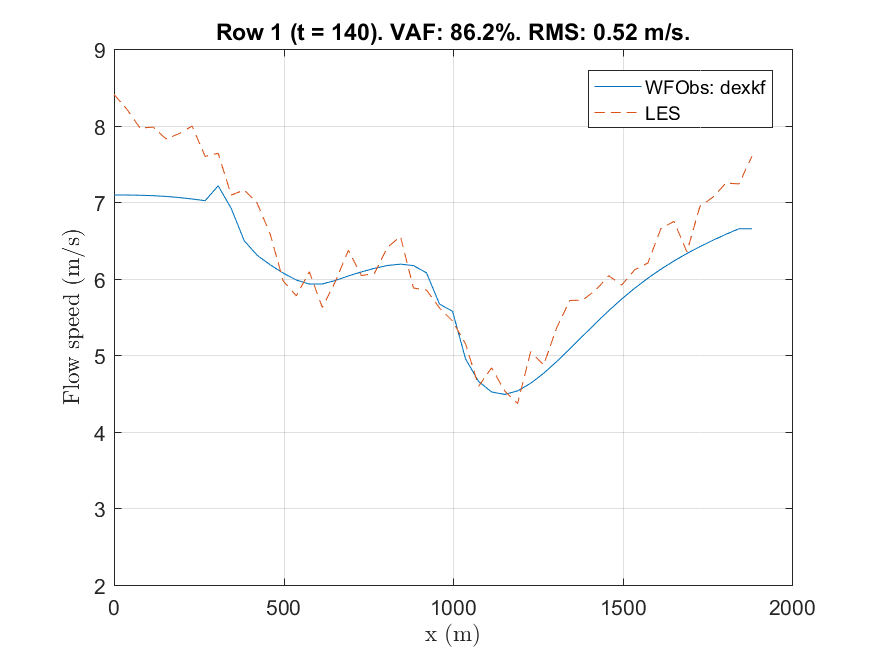 Row 1 (t = 140). VAF: 86.2%. RMS: 0.52 m/s.
9
8
7
6
5
4
3
2
Flow speed (m/s)
WFObs: dexkf
LES
0
500
1000
1500
2000
x (m)